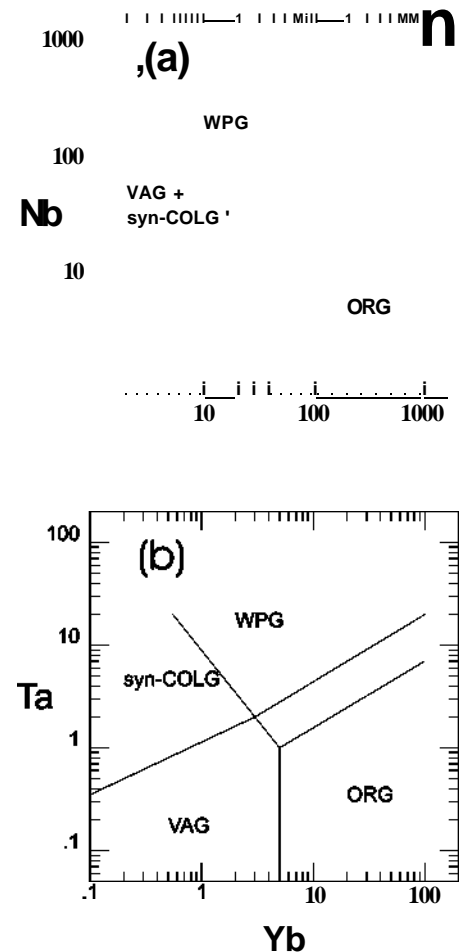 n
1000
,(a)
WPG
100
VAG +
syn-COLG '
Nb
10
ORG
10 100 1000
100
(b)
WPG
10
syn-COLG
Ta
1
ORG
VAG
.1
.1 1 10 100
Yb